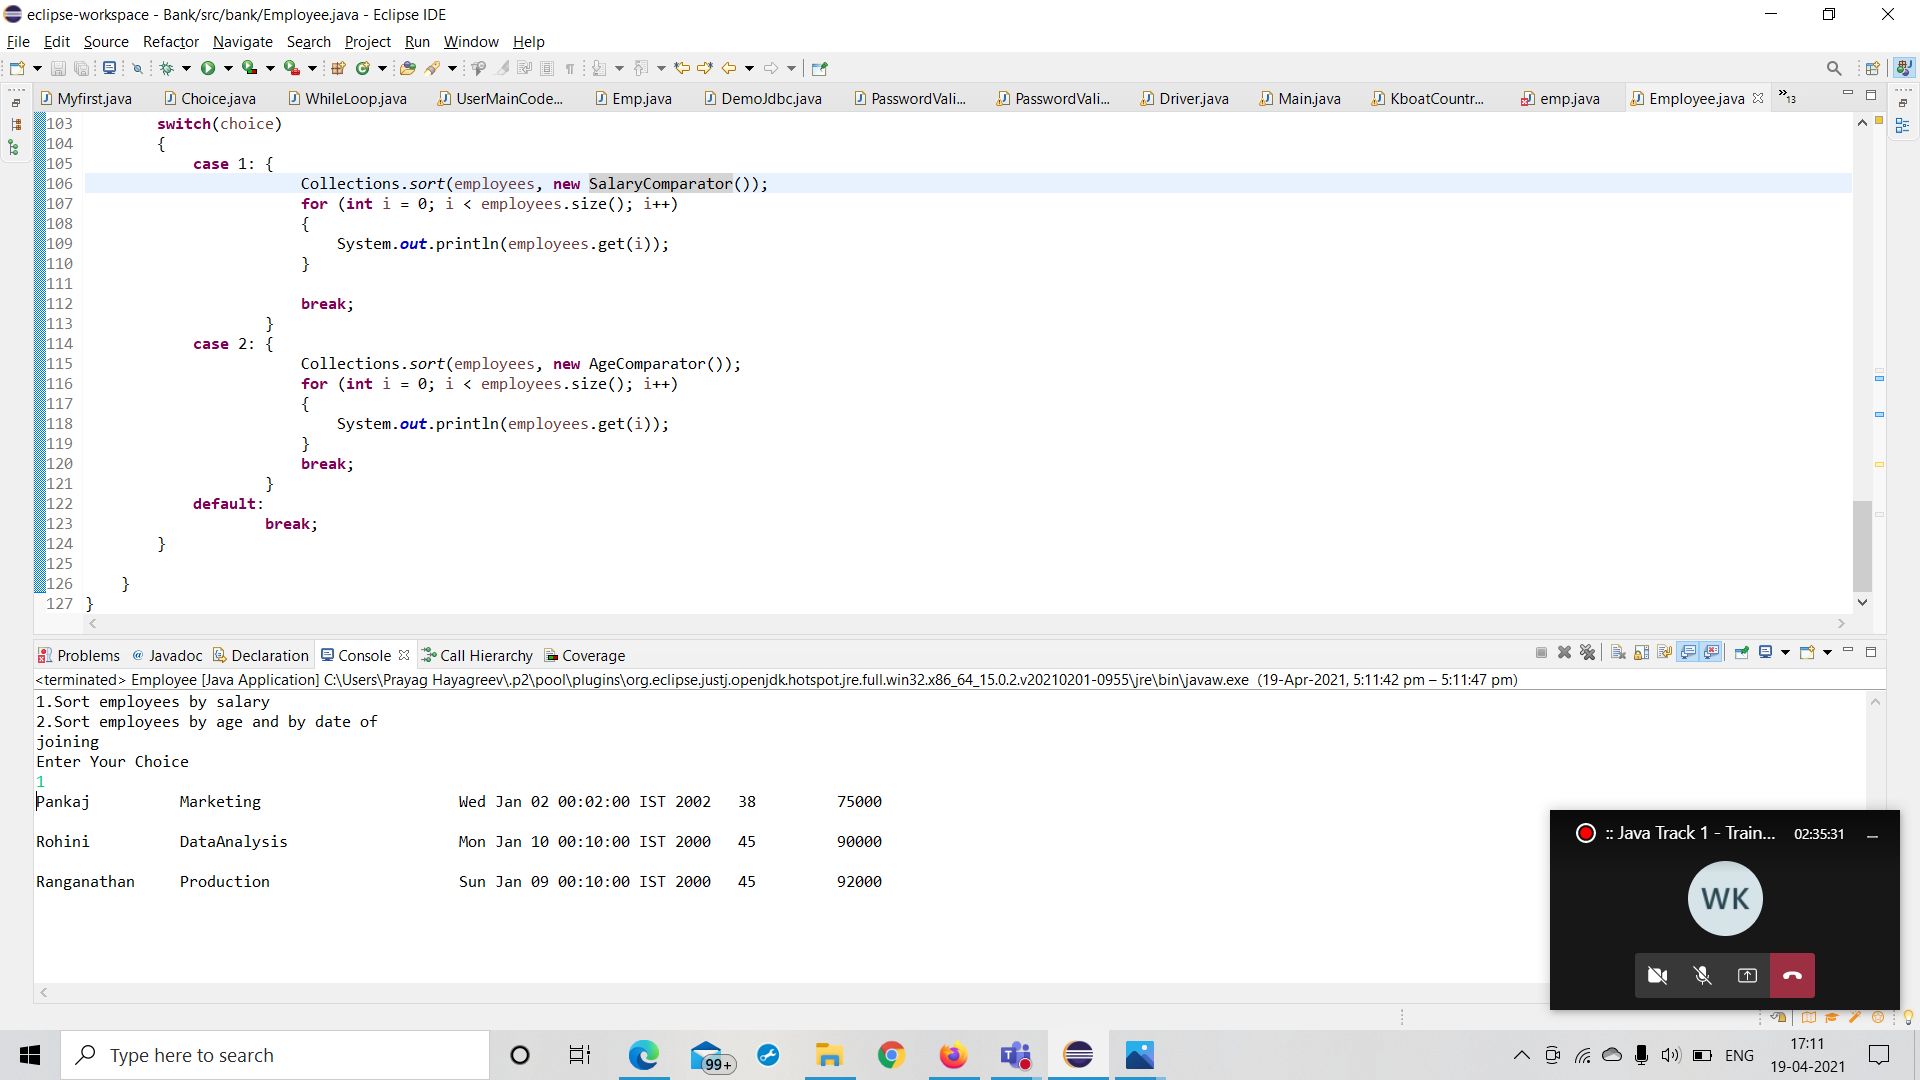 eclipse-workspace - Bank/src/bank/Employee.java - Eclipse IDE
File Edit Source Refactor Navigate Search Project Run Window Help
Myfirst.java Choice.java WhileLoop.java UserMainCode... Emp.java DemoJdbc.java PasswordVali... PasswordVali... Driver.java Main.java KboatCountr... emp.java Employee.java »13
103 switch(choice)
104 {
105 case 1: {
106 Collections.sort(employees, new SalaryComparator());
107 for (int i = 0; i < employees.size(); i++)
108 {
109 System.out.println(employees.get(i));
110 }
111
112 break;
113 }
114 case 2: {
115 Collections.sort(employees, new AgeComparator());
116 for (int i = 0; i < employees.size(); i++)
117 {
118 System.out.println(employees.get(i));
119 }
120 break;
121 }
122 default:
123 break;
124 }
125
126 }
127 }
Problems @ Javadoc Declaration Console Call Hierarchy Coverage
<terminated> Employee [Java Application] C:\Users\Prayag Hayagreev\.p2\pool\plugins\org.eclipse.justj.openjdk.hotspot.jre.full.win32.x86_64_15.0.2.v20210201-0955\jre\bin\javaw.exe (19-Apr-2021, 5:11:42 pm – 5:11:47 pm)
1.Sort employees by salary
2.Sort employees by age and by date of
joining
Enter Your Choice
1
Pankaj Marketing Wed Jan 02 00:02:00 IST 2002 38 75000
Rohini DataAnalysis Mon Jan 10 00:10:00 IST 2000 45 90000
Ranganathan Production Sun Jan 09 00:10:00 IST 2000 45 92000
:: Java Track 1 - Train... 02:35:31
WK
Type here to search
99+
ENG
17:11
19-04-2021